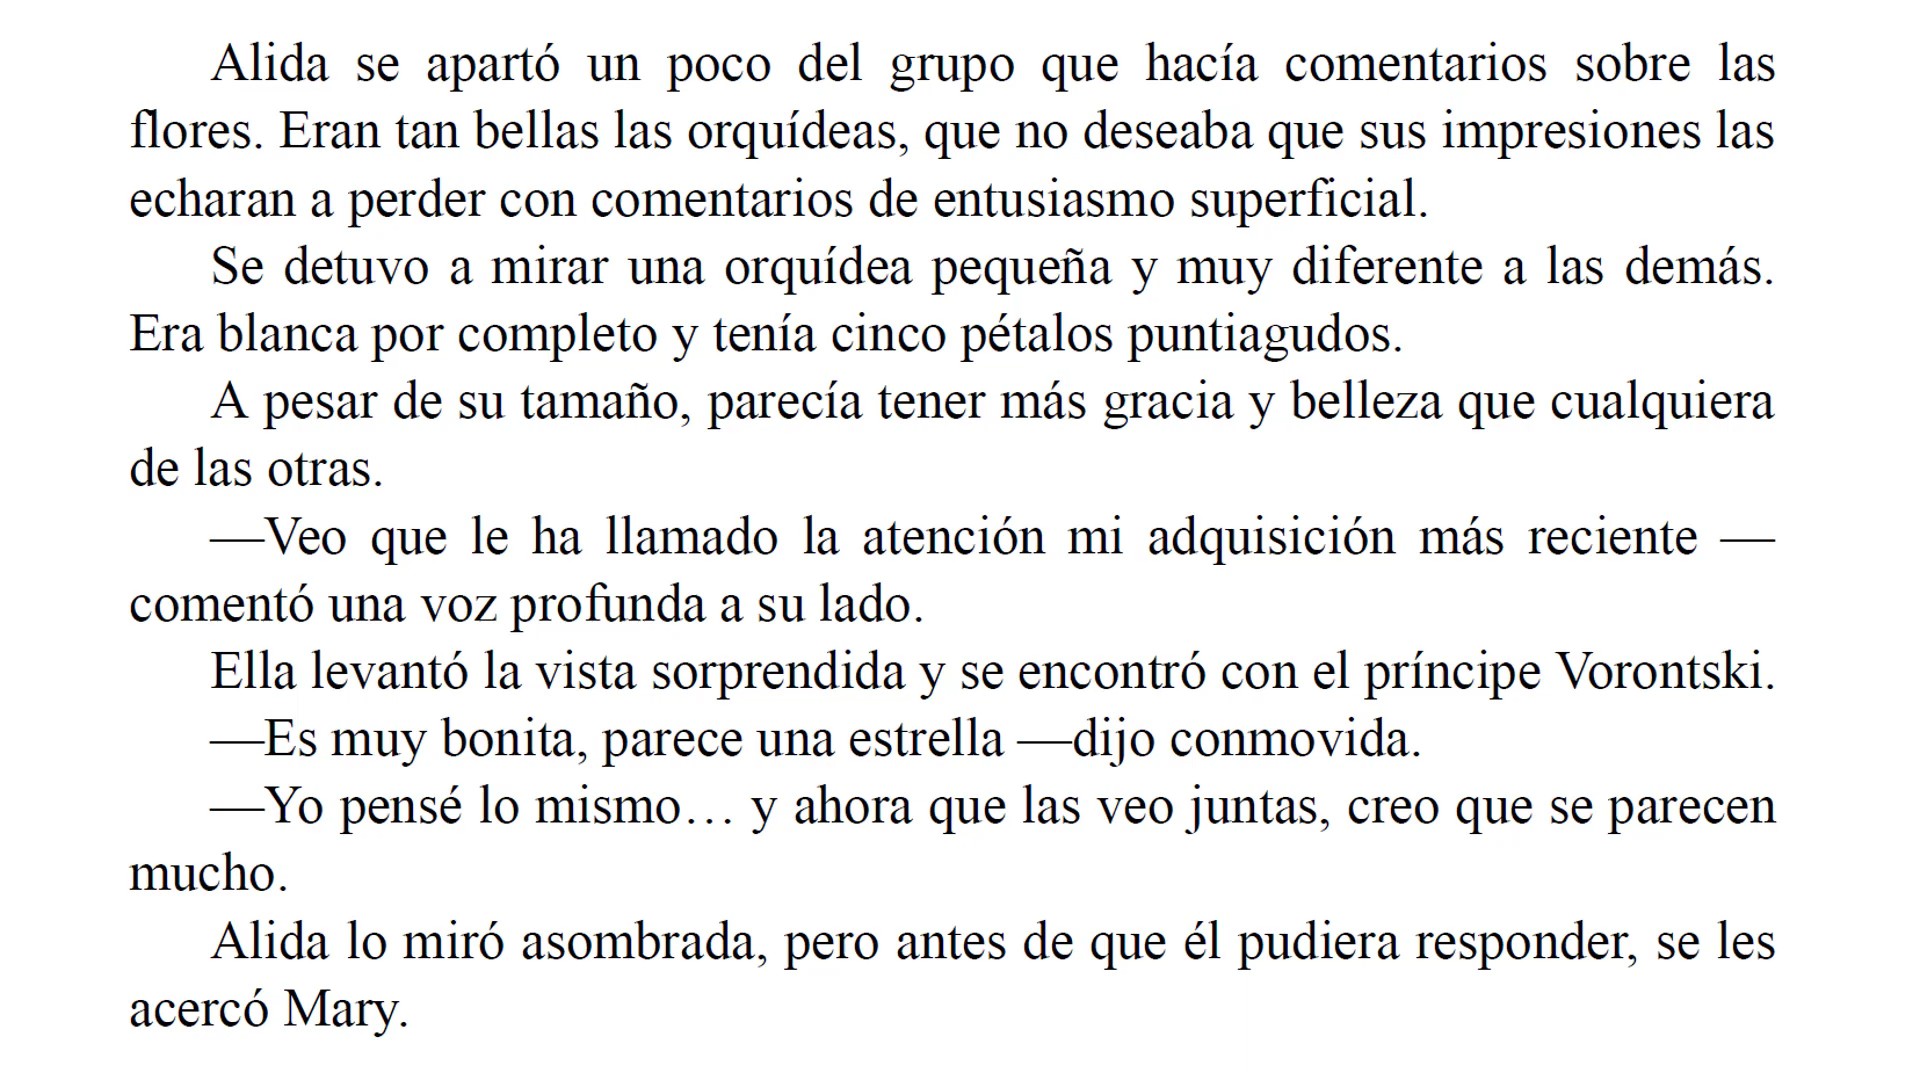 Alida se apartó un poco del grupo que hacía comentarios sobre las
flores. Eran tan bellas las orquídeas, que no deseaba que sus impresiones las
echaran a perder con comentarios de entusiasmo superficial.
Se detuvo a mirar una orquídea pequeña y muy diferente a las demás.
Era blanca por completo y tenía cinco pétalos puntiagudos.
A pesar de su tamaño, parecía tener más gracia y belleza que cualquiera
de las otras.
—Veo que le ha llamado la atención mi adquisición más reciente —
comentó una voz profunda a su lado.
Ella levantó la vista sorprendida y se encontró con el príncipe Vorontski.
—Es muy bonita, parece una estrella —dijo conmovida.
—Yo pensé lo mismo… y ahora que las veo juntas, creo que se parecen
mucho.
Alida lo miró asombrada, pero antes de que él pudiera responder, se les
acercó Mary.